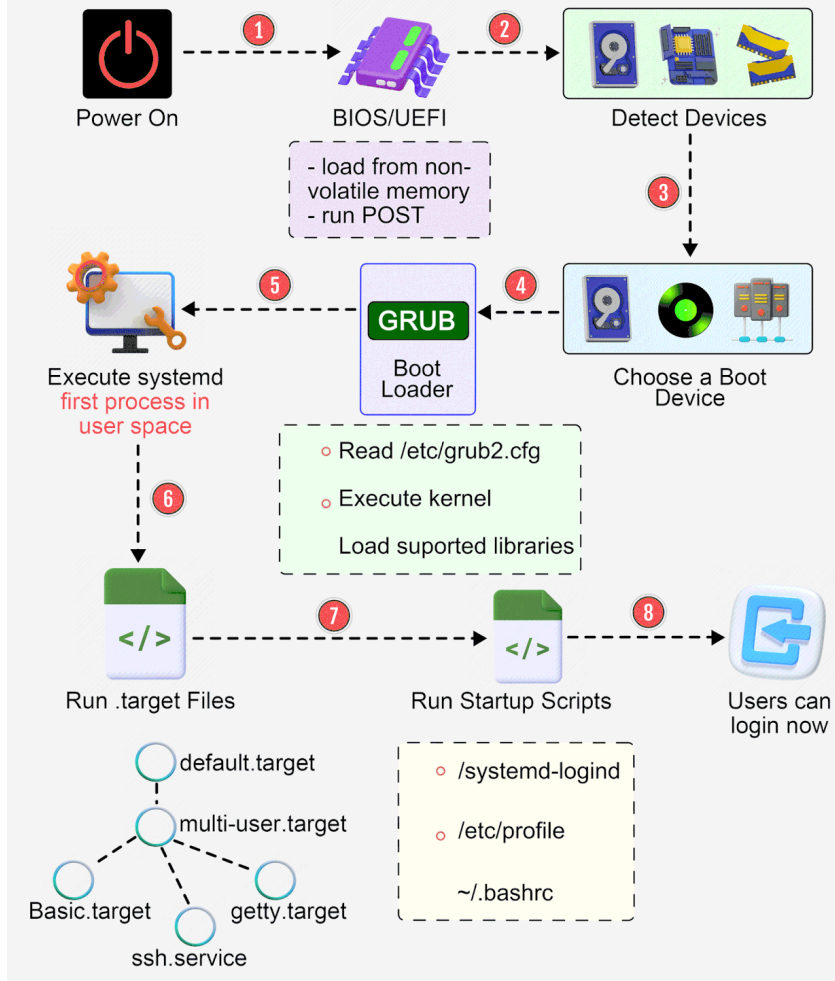 1
2
Power On
BIOS/UEFI
Detect Devices
- load from non-
volatile memory
- run POST
3
5
4
GRUB
Boot
Loader
Execute systemd
first process in
user space
Choose a Boot
Device
Read /etc/grub2.cfg
Execute kernel
Load suported libraries
6
7
8
</>
</>
Run .target Files
Run Startup Scripts
Users can
login now
default.target
multi-user.target
Basic.target
getty.target
ssh.service
/systemd-logind
/etc/profile
~/.bashrc